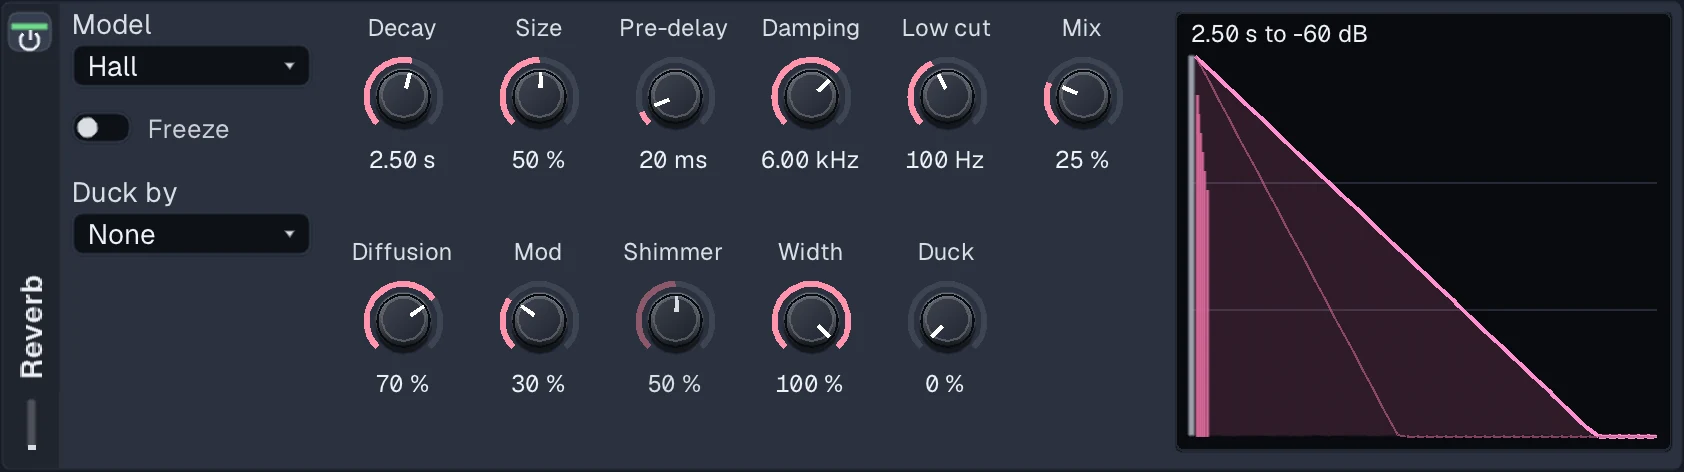 Reverb
Model
Hall
Freeze
Duck by
None
Decay Size Pre-delay Damping Low cut Mix
2.50 s 50 % 20 ms 6.00 kHz 100 Hz 25 %
Diffusion Mod Shimmer Width Duck
70 % 30 % 50 % 100 % 0 %
2.50 s to -60 dB